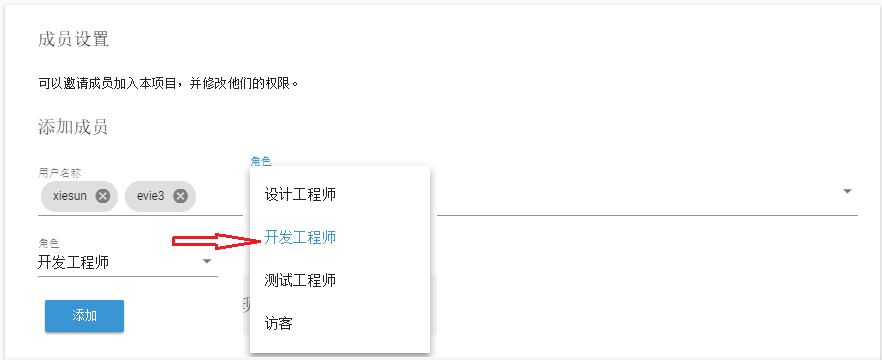 成员设置
可以邀请成员加入本项目，并修改他们的权限。
添加成员
用户名称
xiesun evie3
角色
开发工程师
添加
角色
设计工程师
开发工程师
测试工程师
访客